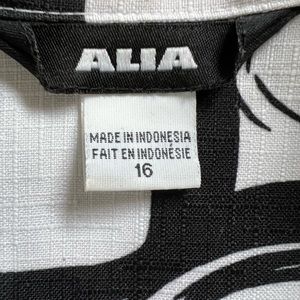 ALIA
MADE IN INDONESIA
FAIT EN INDONÉSIE
16